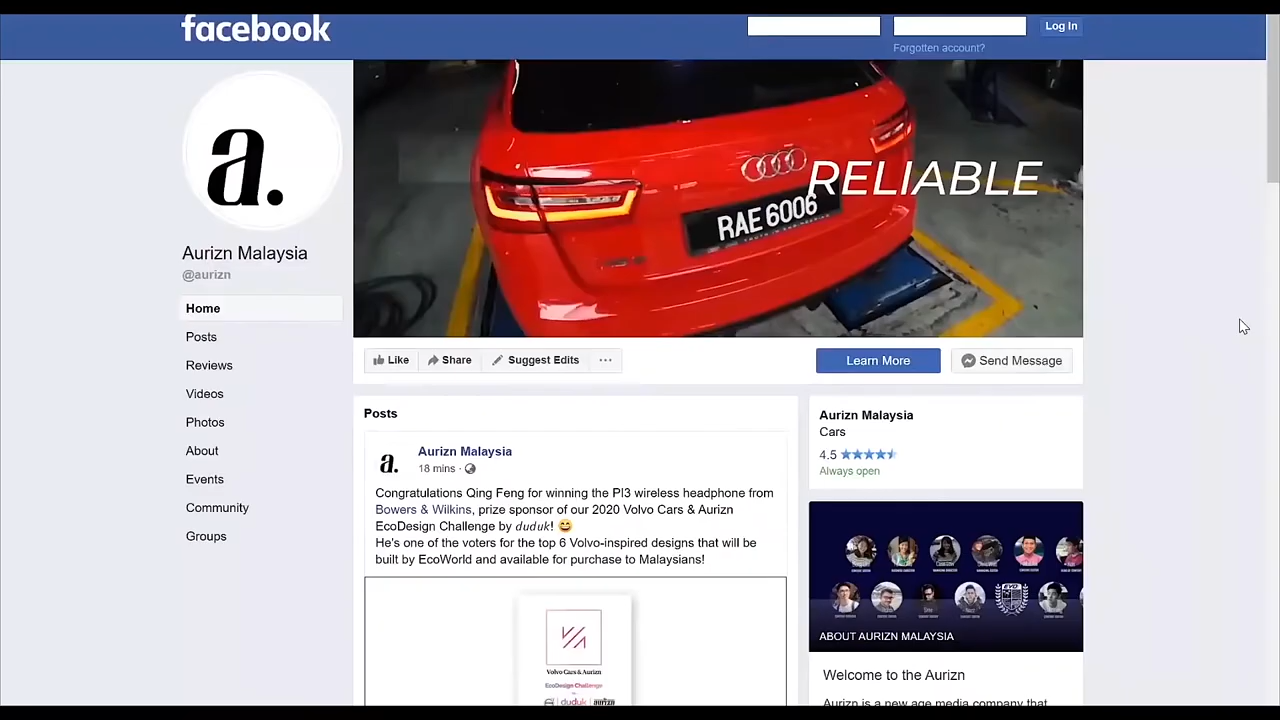 facebook
Log In
Forgotten account?
a.
Aurizn Malaysia
@aurizn
Home
Posts
Reviews
Videos
Photos
About
Events
Community
Groups
RELIABLE
RAE 6006
Like
Share
Suggest Edits
Learn More
Send Message
Posts
a.
Aurizn Malaysia
18 mins ·
Congratulations Qing Feng for winning the PI3 wireless headphone from
Bowers & Wilkins, prize sponsor of our 2020 Volvo Cars & Aurizn
EcoDesign Challenge by duduk! 😄
He's one of the voters for the top 6 Volvo-inspired designs that will be
built by EcoWorld and available for purchase to Malaysians!
Volvo Cars & Aurizn
EcoDesign Challenge
duduk
aurizn
Aurizn Malaysia
Cars
4.5
Always open
ABOUT AURIZN MALAYSIA
Welcome to the Aurizn
Aurizn is a new age media company that